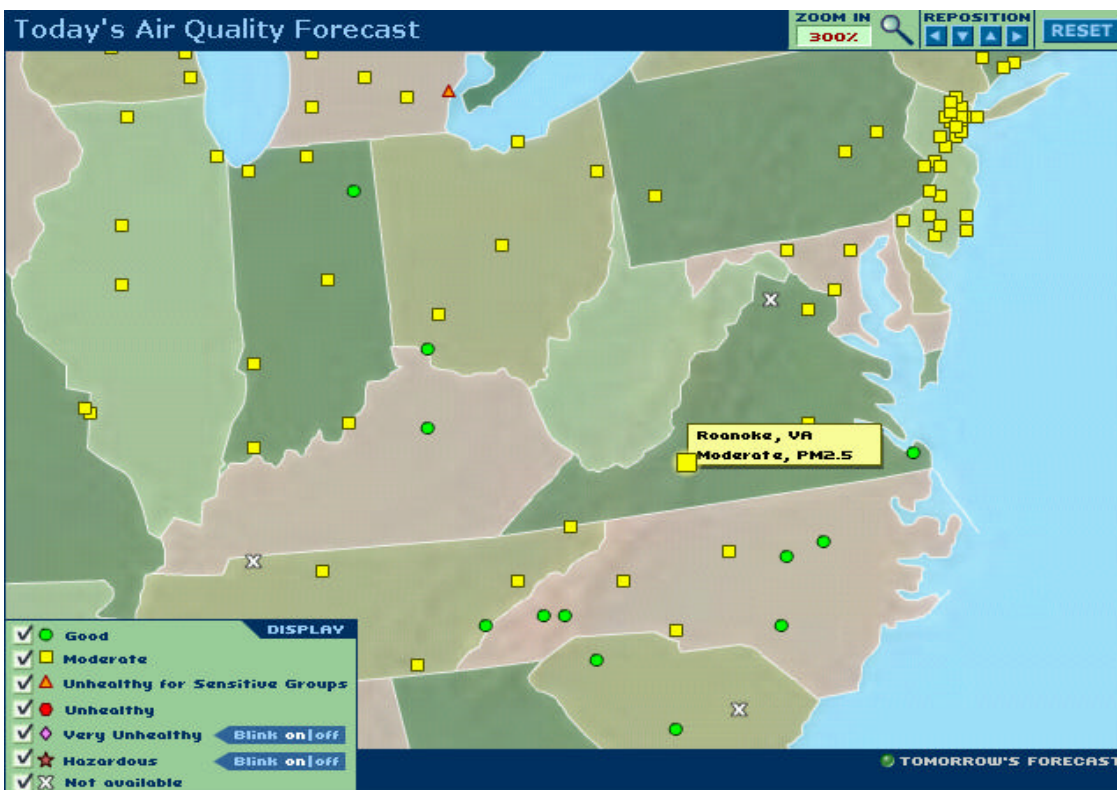 Today's Air Quality Forecast
ZOOM IN
300%
REPOSITION
RESET
Roanoke, VA
Moderate, PM2.5
DISPLAY
Good
Moderate
Unhealthy for Sensitive Groups
Unhealthy
Very Unhealthy Blink on|off
Hazardous Blink on|off
X Not available
TOMORROW'S FORECAST